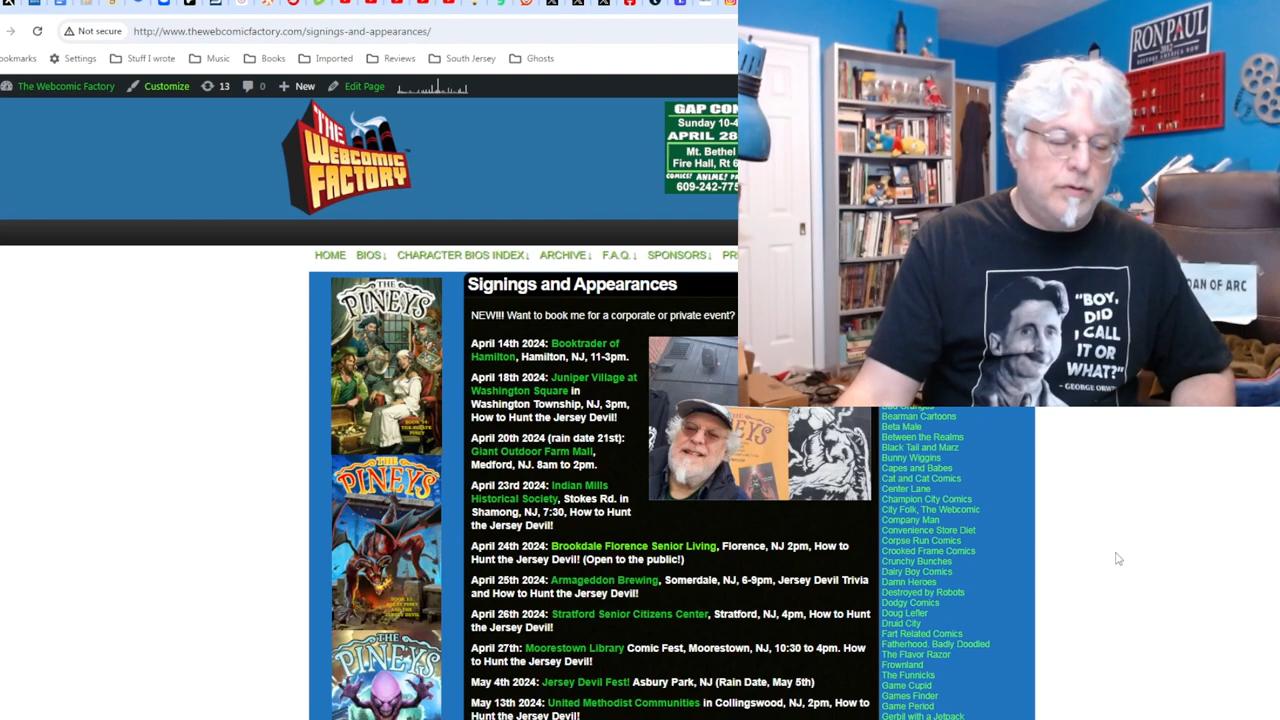 Not secure
http://www.thewebcomicfactory.com/signings-and-appearances/
Settings
Stuff I wrote
Music
Books
Imported
Reviews
South Jersey
Ghosts
The Webcomic Factory
Customize
13
0
New
Edit Page
THE
WEBCOMIC
FACTORY
GAP CON
Sunday 10-4
APRIL 28
Mt. Bethel
Fire Hall, Rt 6
COMICS! ANIME!
609-242-775
HOME
BIOS↓
CHARACTER BIOS INDEX↓
ARCHIVE↓
F.A.Q.↓
SPONSORS↓
PR
RON PAUL
2012
RESTORE AMERICA NOW
"BOY,
DID
I CALL
IT OR
WHAT?"
OAN OF ARC
THE
PINEYS
THE
PINEYS
THE
PINEYS
Signings and Appearances
NEW!!! Want to book me for a corporate or private event?
April 14th 2024: Booktrader of
Hamilton, Hamilton, NJ, 11-3pm.
April 18th 2024: Juniper Village at
Washington Square in
Washington Township, NJ, 3pm,
How to Hunt the Jersey Devil!
April 20th 2024 (rain date 21st):
Giant Outdoor Farm Mall,
Medford, NJ. 8am to 2pm.
April 23rd 2024: Indian Mills
Historical Society, Stokes Rd. in
Shamong, NJ, 7:30, How to Hunt
the Jersey Devil!
April 24th 2024: Brookdale Florence Senior Living, Florence, NJ 2pm, How to
Hunt the Jersey Devil! (Open to the public!)
April 25th 2024: Armageddon Brewing, Somerdale, NJ, 6-9pm, Jersey Devil Trivia
and How to Hunt the Jersey Devil!
April 26th 2024: Stratford Senior Citizens Center, Stratford, NJ, 4pm, How to Hunt
the Jersey Devil!
April 27th: Moorestown Library Comic Fest, Moorestown, NJ, 10:30 to 4pm. How
to Hunt the Jersey Devil!
May 4th 2024: Jersey Devil Fest! Asbury Park, NJ (Rain Date, May 5th)
May 13th 2024: United Methodist Communities in Collingswood, NJ, 2pm, How to
Hunt the Jersey Devil!
Bearman Cartoons
Beta Male
Between the Realms
Black Tail and Marz
Bunny Wiggins
Capes and Babes
Cat and Cat Comics
Center Lane
Champion City Comics
City Folk, The Webcomic
Company Man
Convenience Store Diet
Corpse Run Comics
Crooked Frame Comics
Crunchy Bunches
Dairy Boy Comics
Damn Heroes
Destroyed by Robots
Dodgy Comics
Doug Lefler
Druid City
Fart Related Comics
Fatherhood, Badly Doodled
The Flavor Razor
Frownland
The Funnicks
Game Cupid
Games Finder
Game Period
Gerbil with a Jetpack